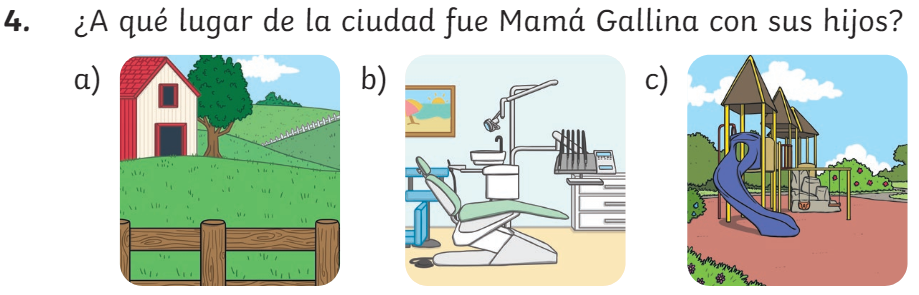 4. ¿A qué lugar de la ciudad fue Mamá Gallina con sus hijos?
a) b) c)